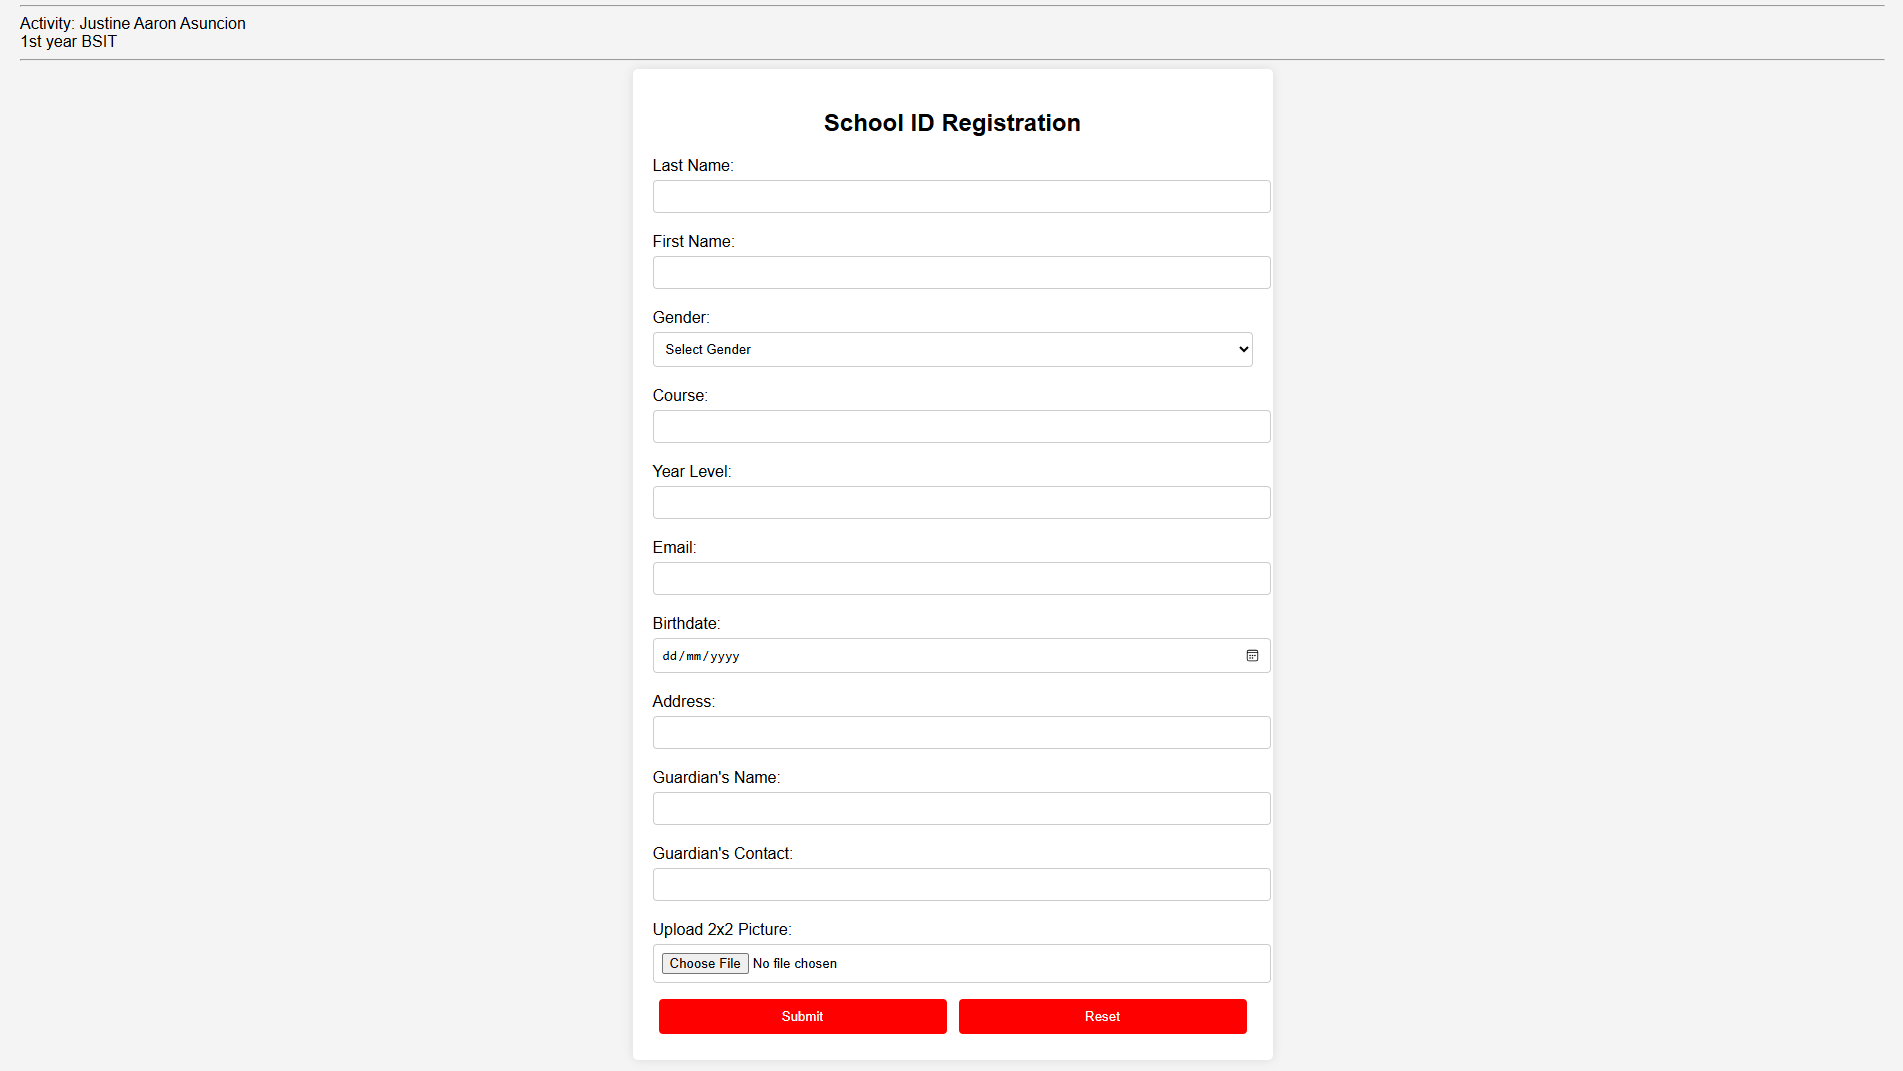 Activity: Justine Aaron Asuncion
1st year BSIT
School ID Registration
Last Name:
First Name:
Gender:
Select Gender
Course:
Year Level:
Email:
Birthdate:
dd/mm/yyyy
Address:
Guardian's Name:
Guardian's Contact:
Upload 2x2 Picture:
Choose File No file chosen
Submit Reset